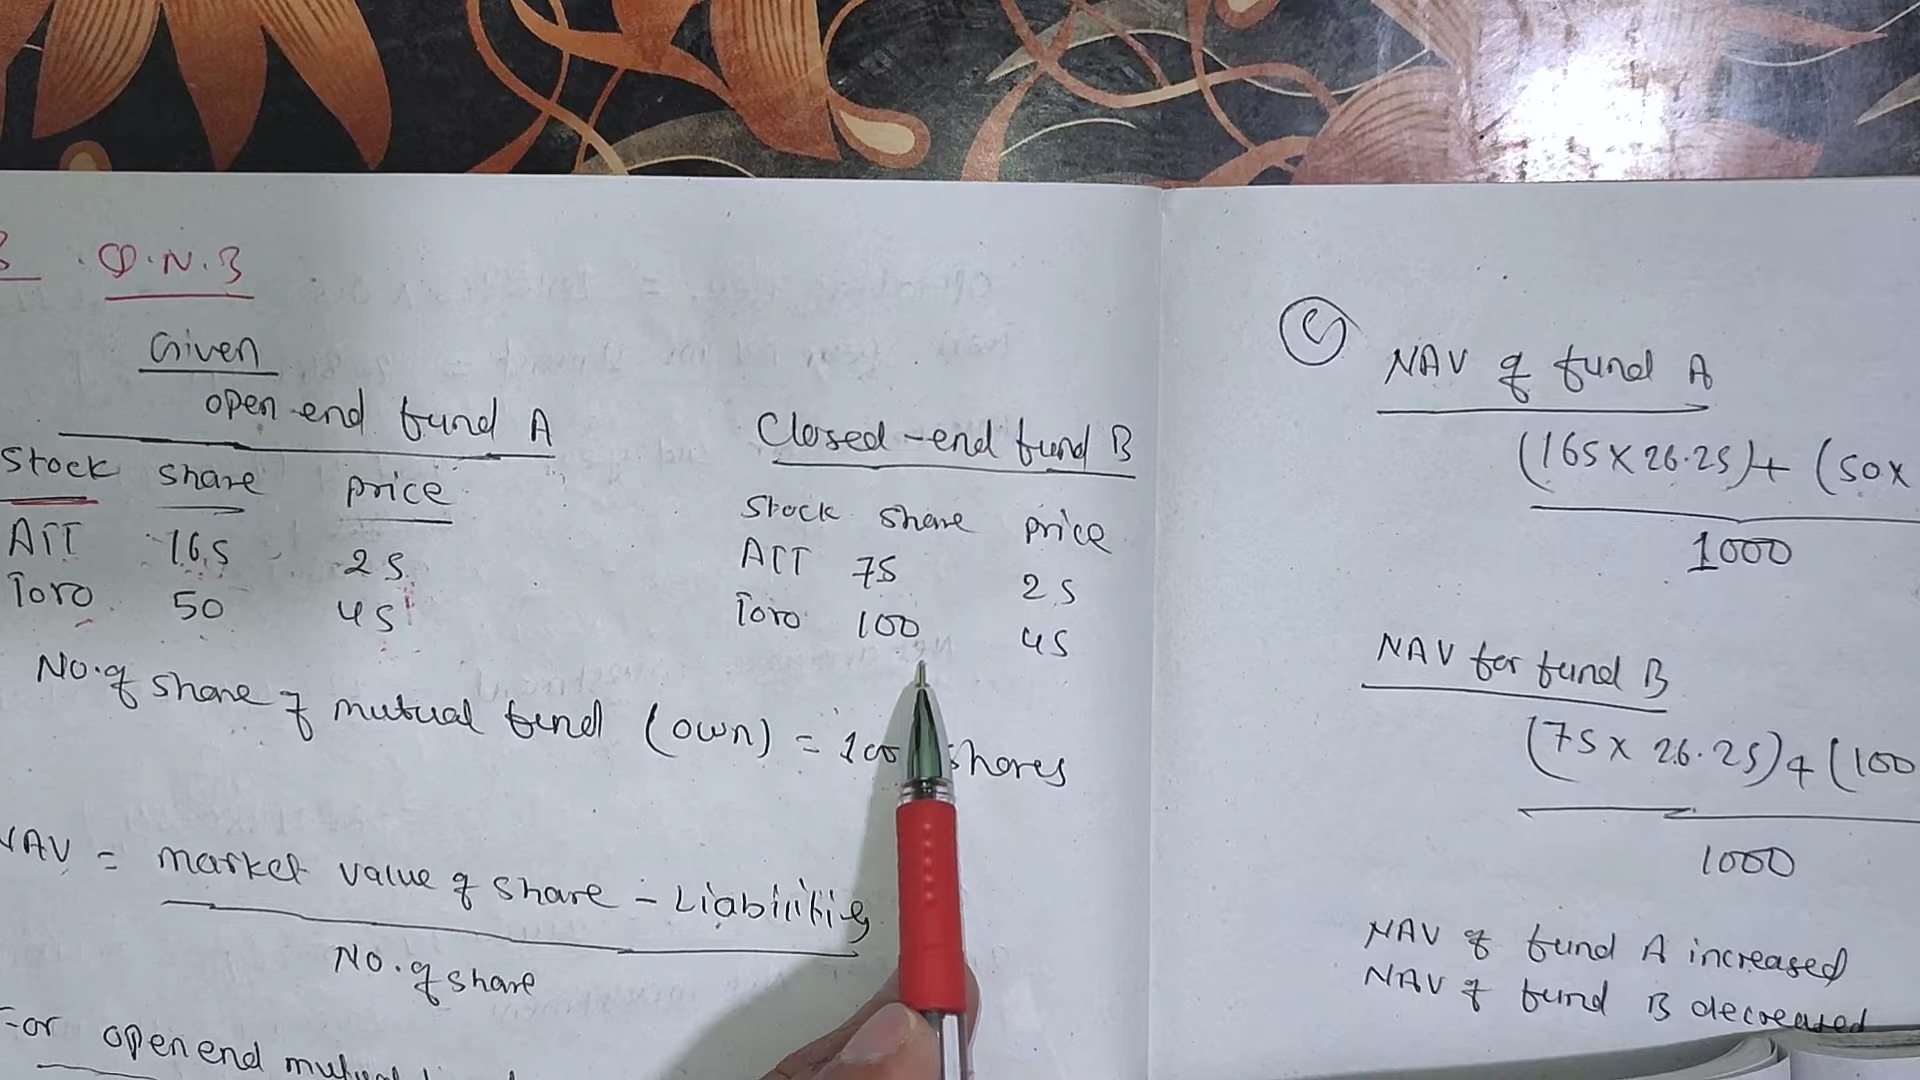 Q.N.3
Given
open end fund A
Stock share price
ATT 165 25
Toro 50 45
Closed-end fund B
Stock share price
ATT 75 25
Toro 100 45
No. of share of mutual fund (own) = 100 shares
NAV = market value of share - Liabilities
No. of share
For open end
NAV of fund A
(165 x 26.25) + (50 x
1000
NAV for fund B
(75 x 26.25) + (100
1000
NAV of fund A increased
NAV of fund B decreased